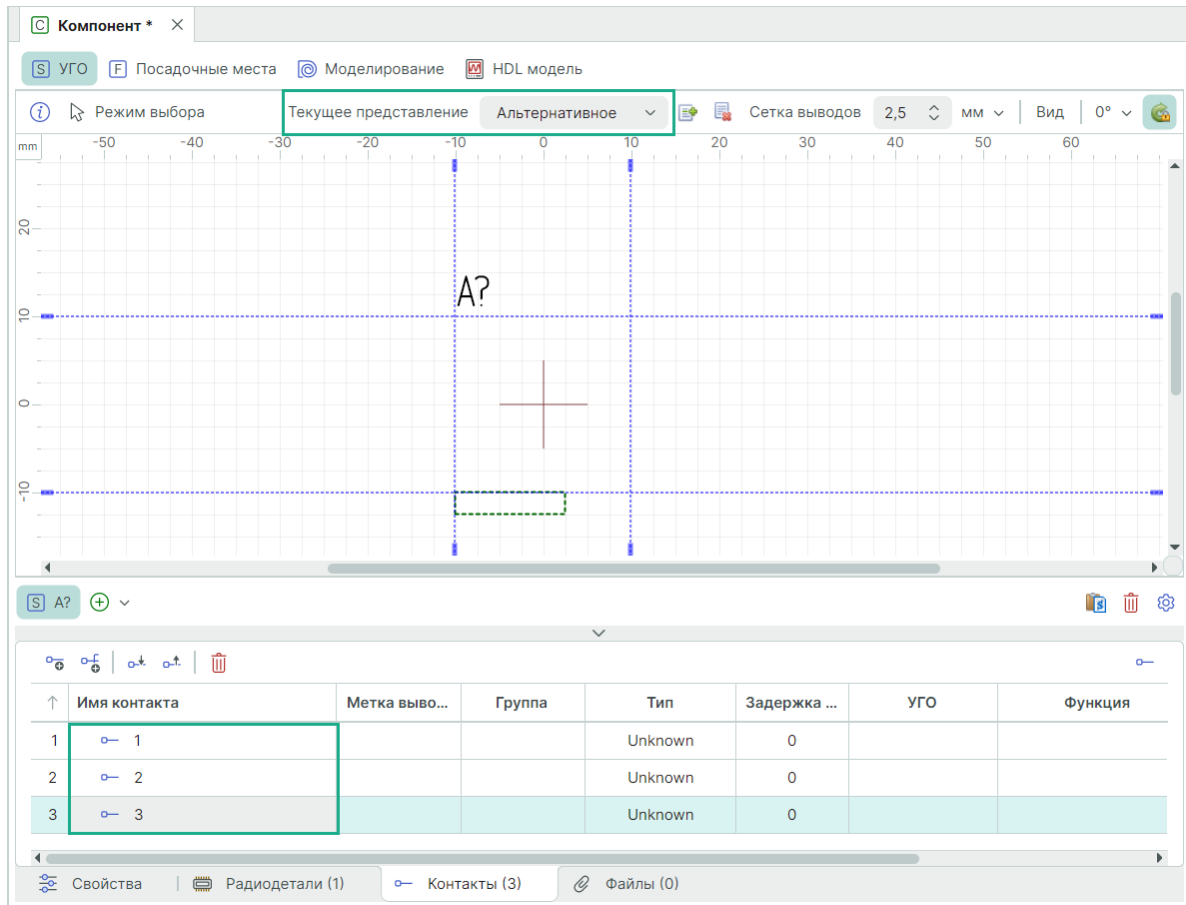 C Компонент *
S УГО F Посадочные места Моделирование HDL модель
i Режим выбора Текущее представление Альтернативное Сетка выводов 2,5 мм Вид 0°
mm -50 -40 -30 -20 -10 0 10 20 30 40 50 60
20
A?
10
0
-10
S A?
Имя контакта Метка выво... Группа Тип Задержка ... УГО Функция
1 1 Unknown 0
2 2 Unknown 0
3 3 Unknown 0
Свойства Радиодетали (1) Контакты (3) Файлы (0)